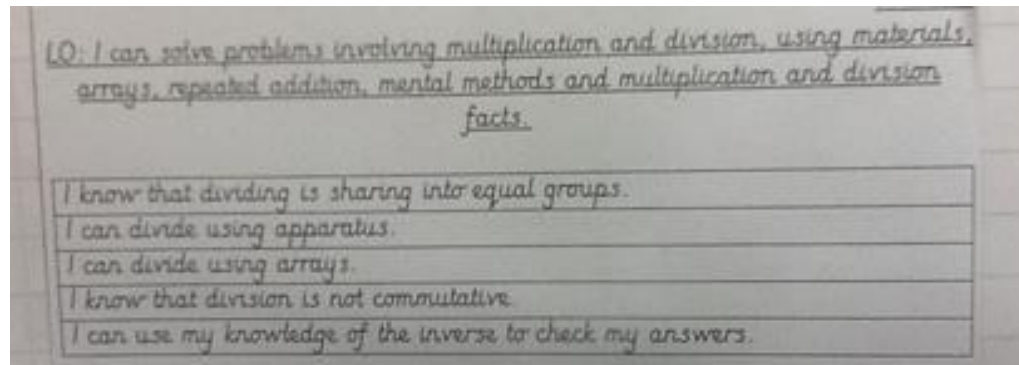 LO: I can solve problems involving multiplication and division, using materials,
arrays, repeated addition, mental methods and multiplication and division
facts.
I know that dividing is sharing into equal groups.
I can divide using apparatus.
I can divide using arrays.
I know that division is not commutative.
I can use my knowledge of the inverse to check my answers.